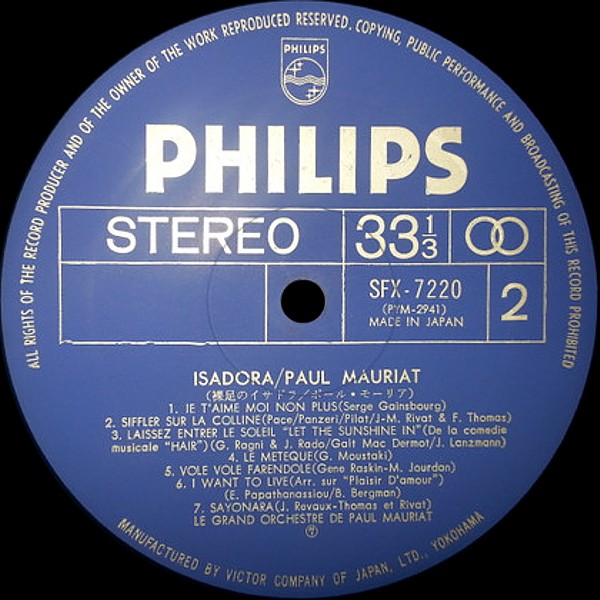 ALL RIGHTS OF THE RECORD PRODUCER AND OF THE OWNER OF THE WORK REPRODUCED RESERVED. COPYING, PUBLIC PERFORMANCE AND BROADCASTING OF THIS RECORD PROHIBITED
PHILIPS
PHILIPS
STEREO 33 1/3
SFX-7220
(PYM-2941)
MADE IN JAPAN
2
ISADORA/PAUL MAURIAT
(裸足のイサドラ/ポール・モーリア)
1. JE T'AIME MOI NON PLUS(Serge Gainsbourg)
2. SIFFLER SUR LA COLLINE(Pace/Panzeri/Pilat/J-M. Rivat & F. Thomas)
3. LAISSEZ ENTRER LE SOLEIL "LET THE SUNSHINE IN"(De la comedie
musicale "HAIR")(G. Ragni & J. Rado/Galt Mac Dermot/J. Lanzmann)
4. LE METEQUE(G. Moustaki)
5. VOLE VOLE FARENDOLE(Gene Raskin-M. Jourdan)
6. I WANT TO LIVE(Arr. sur "Plaisir D'amour")
(E. Papathanassiou/B. Bergman)
7. SAYONARA(J. Revaux-Thomas et Rivat)
LE GRAND ORCHESTRE DE PAUL MAURIAT
MANUFACTURED BY VICTOR COMPANY OF JAPAN, LTD., YOKOHAMA